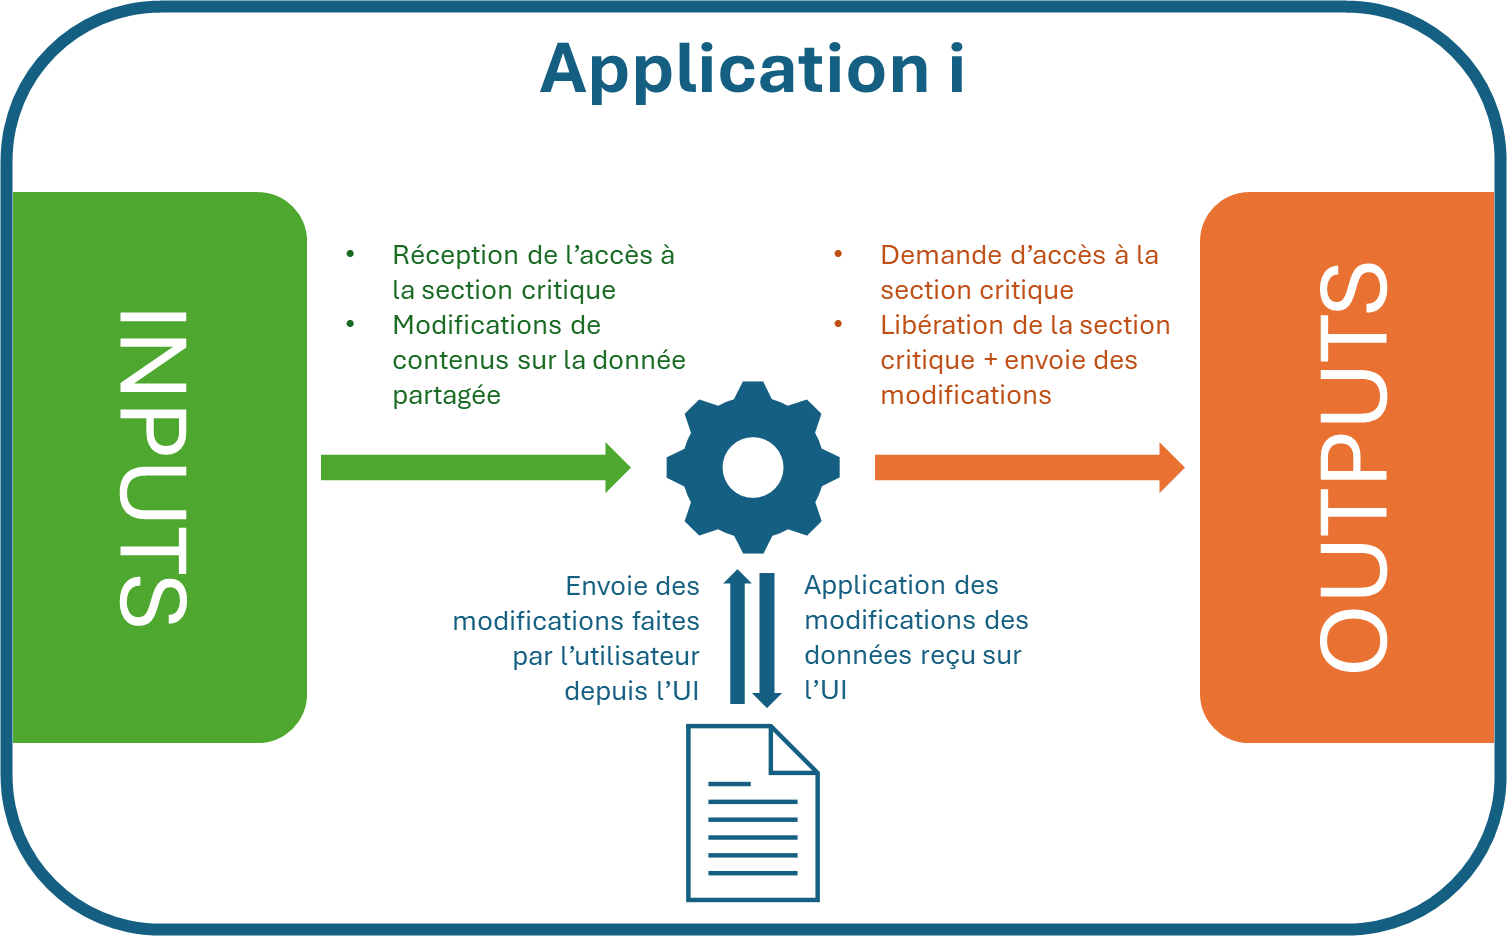 Application i
INPUTS
• Réception de l’accès à
la section critique
• Modifications de
contenus sur la donnée
partagée
• Demande d’accès à la
section critique
• Libération de la section
critique + envoie des
modifications
OUTPUTS
Envoie des
modifications faites
par l’utilisateur
depuis l’UI
Application des
modifications des
données reçu sur
l’UI